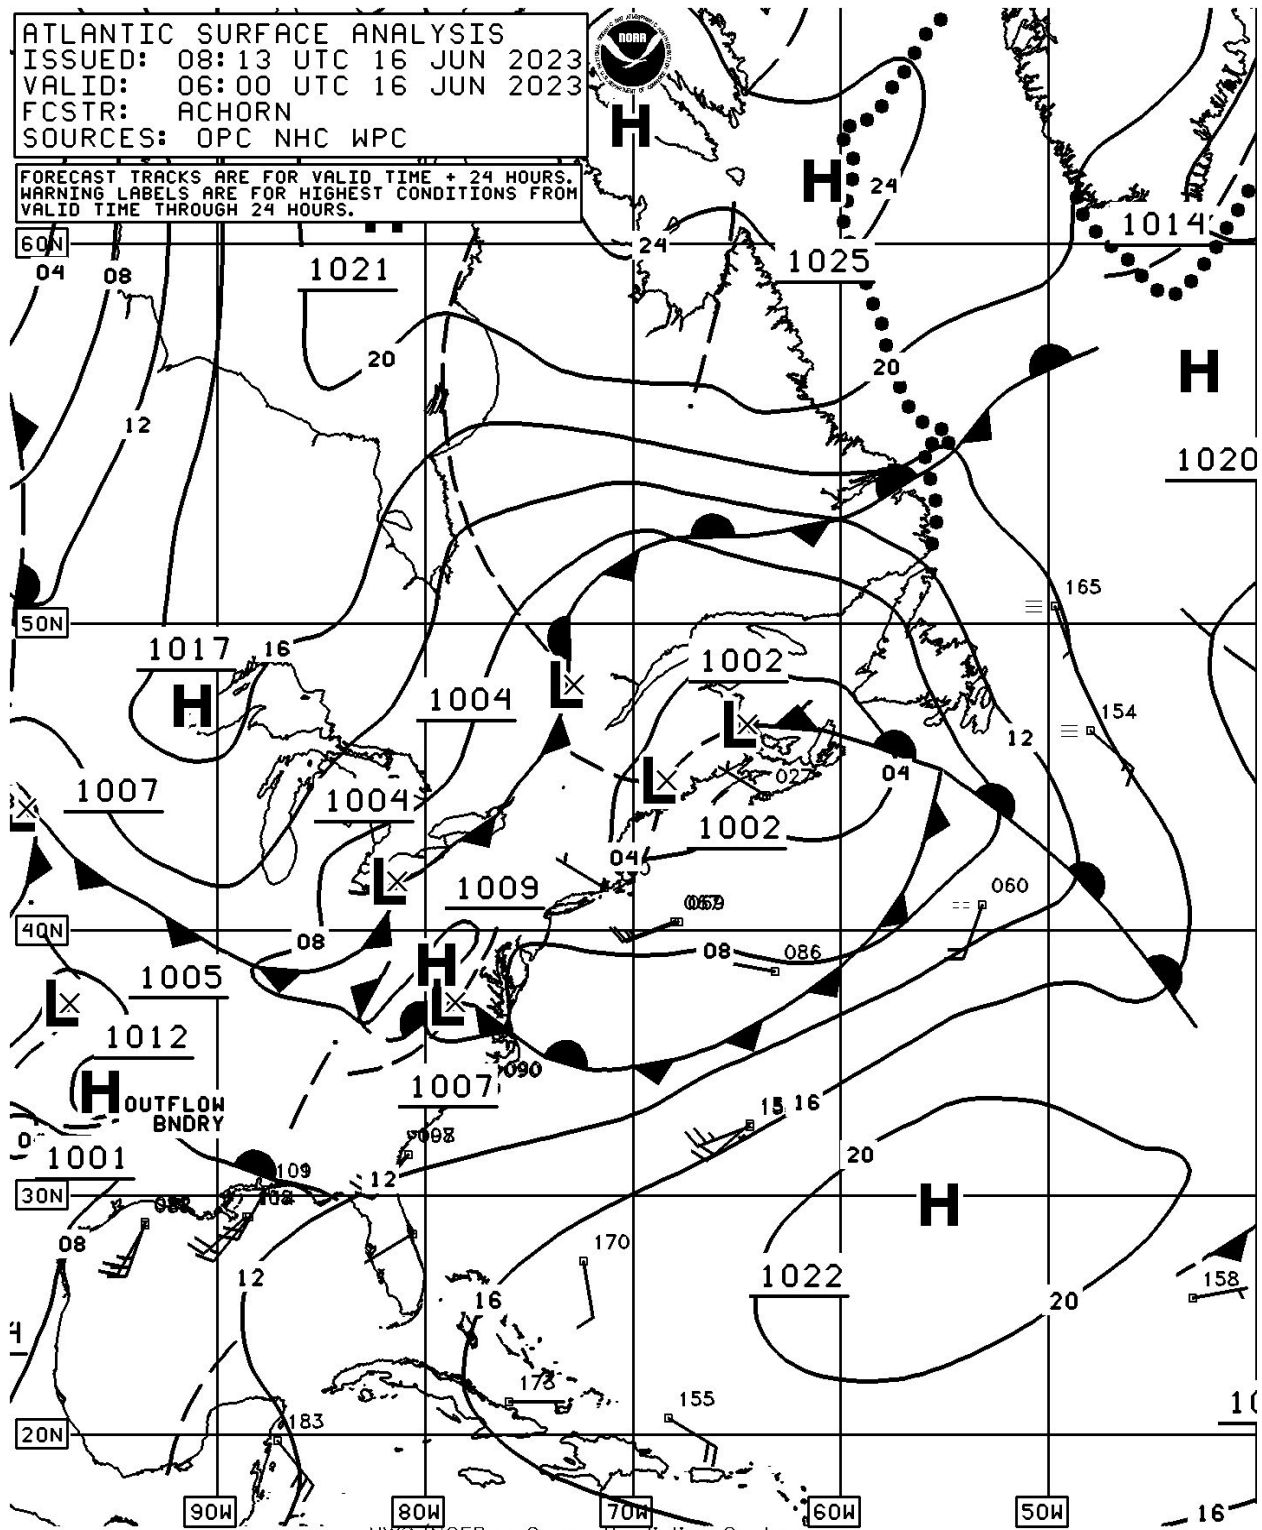 ATLANTIC SURFACE ANALYSIS
ISSUED: 08:13 UTC 16 JUN 2023
VALID: 06:00 UTC 16 JUN 2023
FCSTR: ACHORN
SOURCES: OPC NHC WPC
NOAA
FORECAST TRACKS ARE FOR VALID TIME + 24 HOURS.
WARNING LABELS ARE FOR HIGHEST CONDITIONS FROM
VALID TIME THROUGH 24 HOURS.
H
H
24
1014
60N
24
04
08
1021
1025
20
20
H
12
1020
165
50N
1017
16
1002
H
1004
L
154
L
12
1007
04
027
L
1004
L
1002
L
04
1009
060
40N
08
08
086
H
1005
L
L
1012
090
H
1007
OUTFLOW
BNDRY
16
20
1001
109
12
30N
H
08
170
12
1022
158
16
20
173
155
183
20N
90W
80W
70W
60W
50W
16